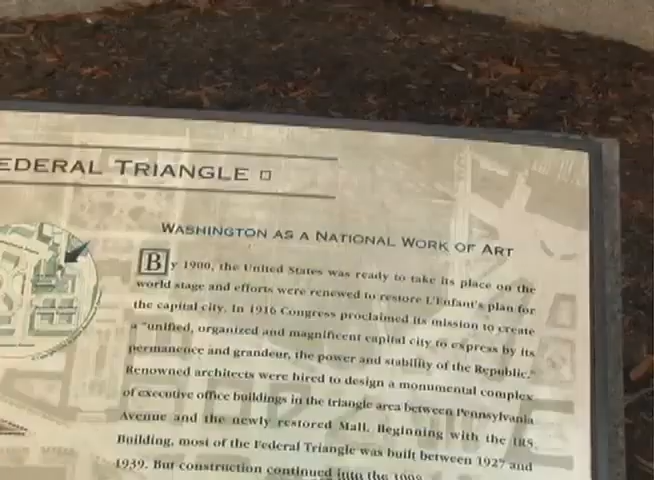 EDERAL TRIANGLE
WASHINGTON AS A NATIONAL WORK OF ART
By 1900, the United States was ready to take its place on the
world stage and efforts were renewed to restore L'Enfant's plan for
the capital city. In 1916 Congress proclaimed its mission to create
a "unified, organized and magnificent capital city to express by its
permanence and grandeur, the power and stability of the Republic."
Renowned architects were hired to design a monumental complex
of executive office buildings in the triangle area between Pennsylvania
Avenue and the newly restored Mall. Beginning with the IRS
Building, most of the Federal Triangle was built between 1927 and
1939. But construction continued into the